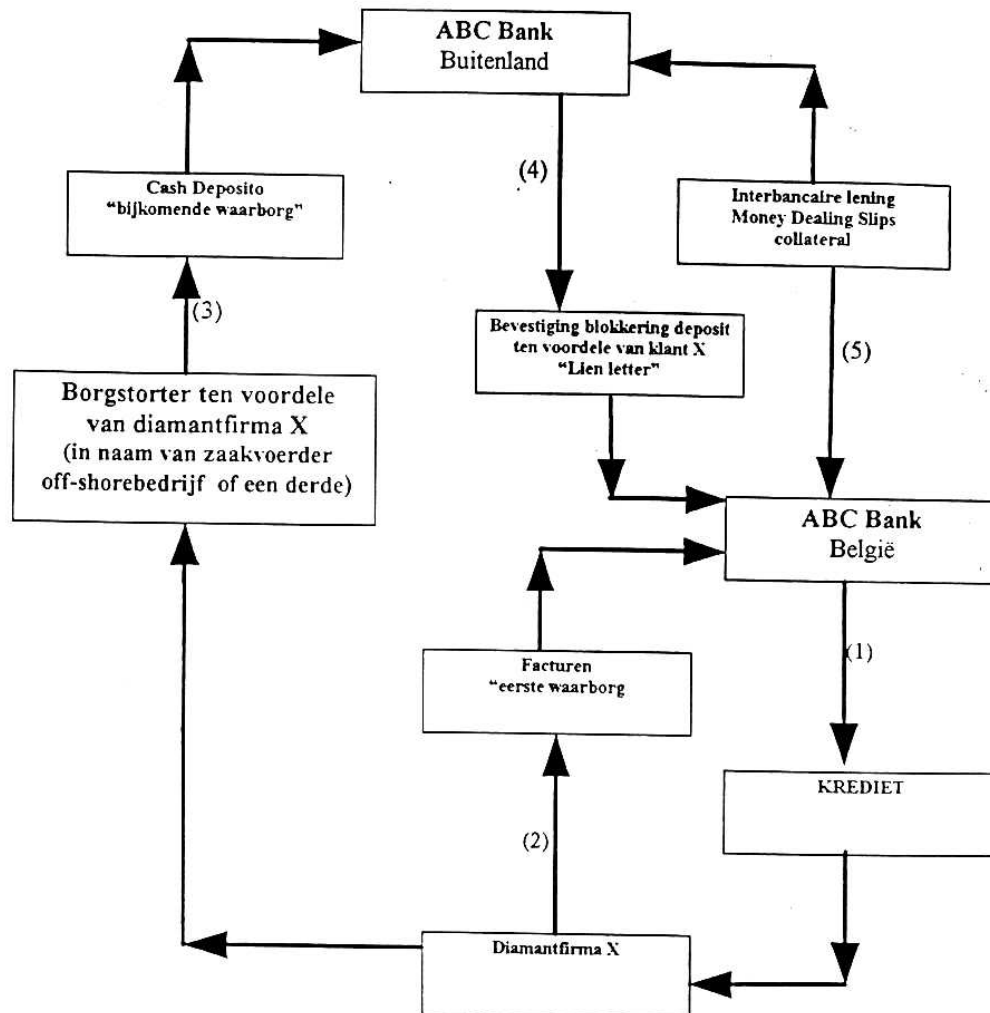 ABC Bank
Buitenland
(4)
Cash Deposito
“bijkomende waarborg”
Interbancaire lening
Money Dealing Slips
collateral
(3)
Bevestiging blokkering deposit
ten voordele van klant X
“Lien letter”
(5)
Borgstorter ten voordele
van diamantfirma X
(in naam van zaakvoerder
off-shorebedrijf of een derde)
ABC Bank
België
(1)
Facturen
“eerste waarborg
KREDIET
(2)
Diamantfirma X